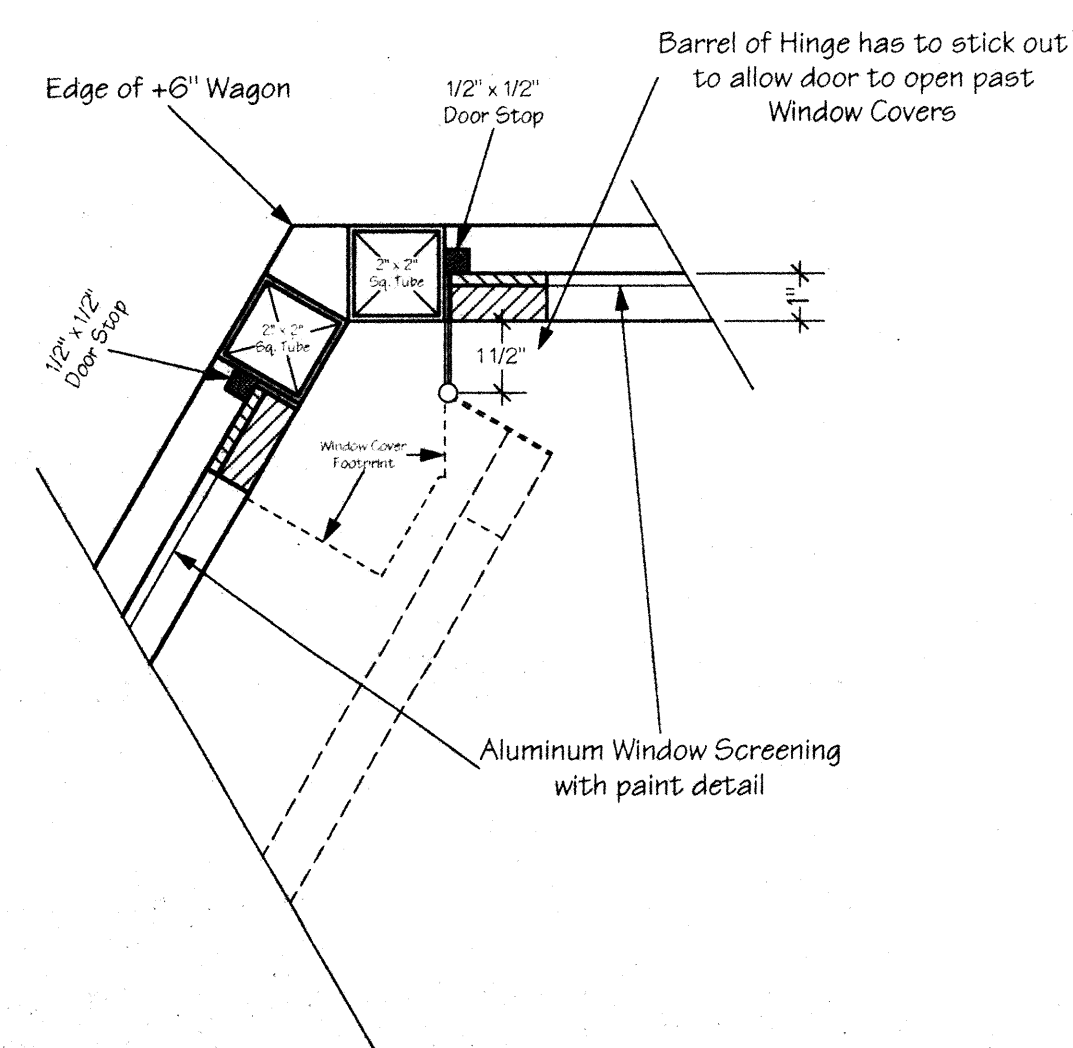 Barrel of Hinge has to stick out
to allow door to open past
Window Covers
Edge of +6" Wagon
1/2" x 1/2"
Door Stop
2" x 2"
Sq. Tube
1"
1/2" x 1/2"
Door Stop
2" x 2"
Sq. Tube
1 1/2"
Window Cover
Footprint
Aluminum Window Screening
with paint detail